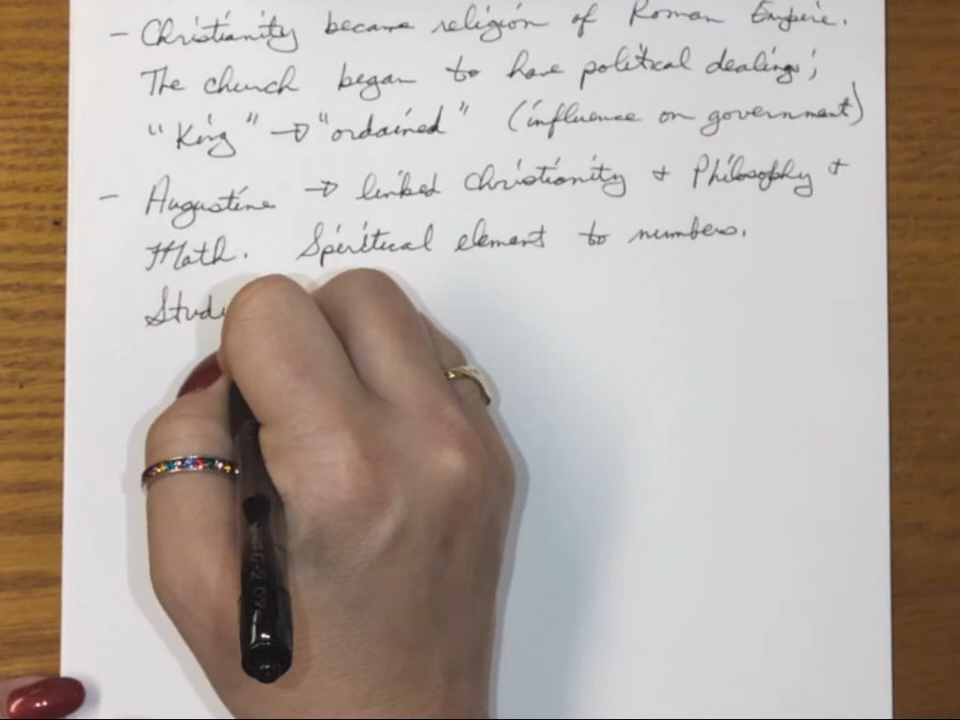 - Christianity became religion of Roman Empire.
The church began to have political dealings;
"King" → "ordained" (influence on government)
- Augustine → linked Christianity + Philosophy +
Math. Spiritual element to numbers.
Stud